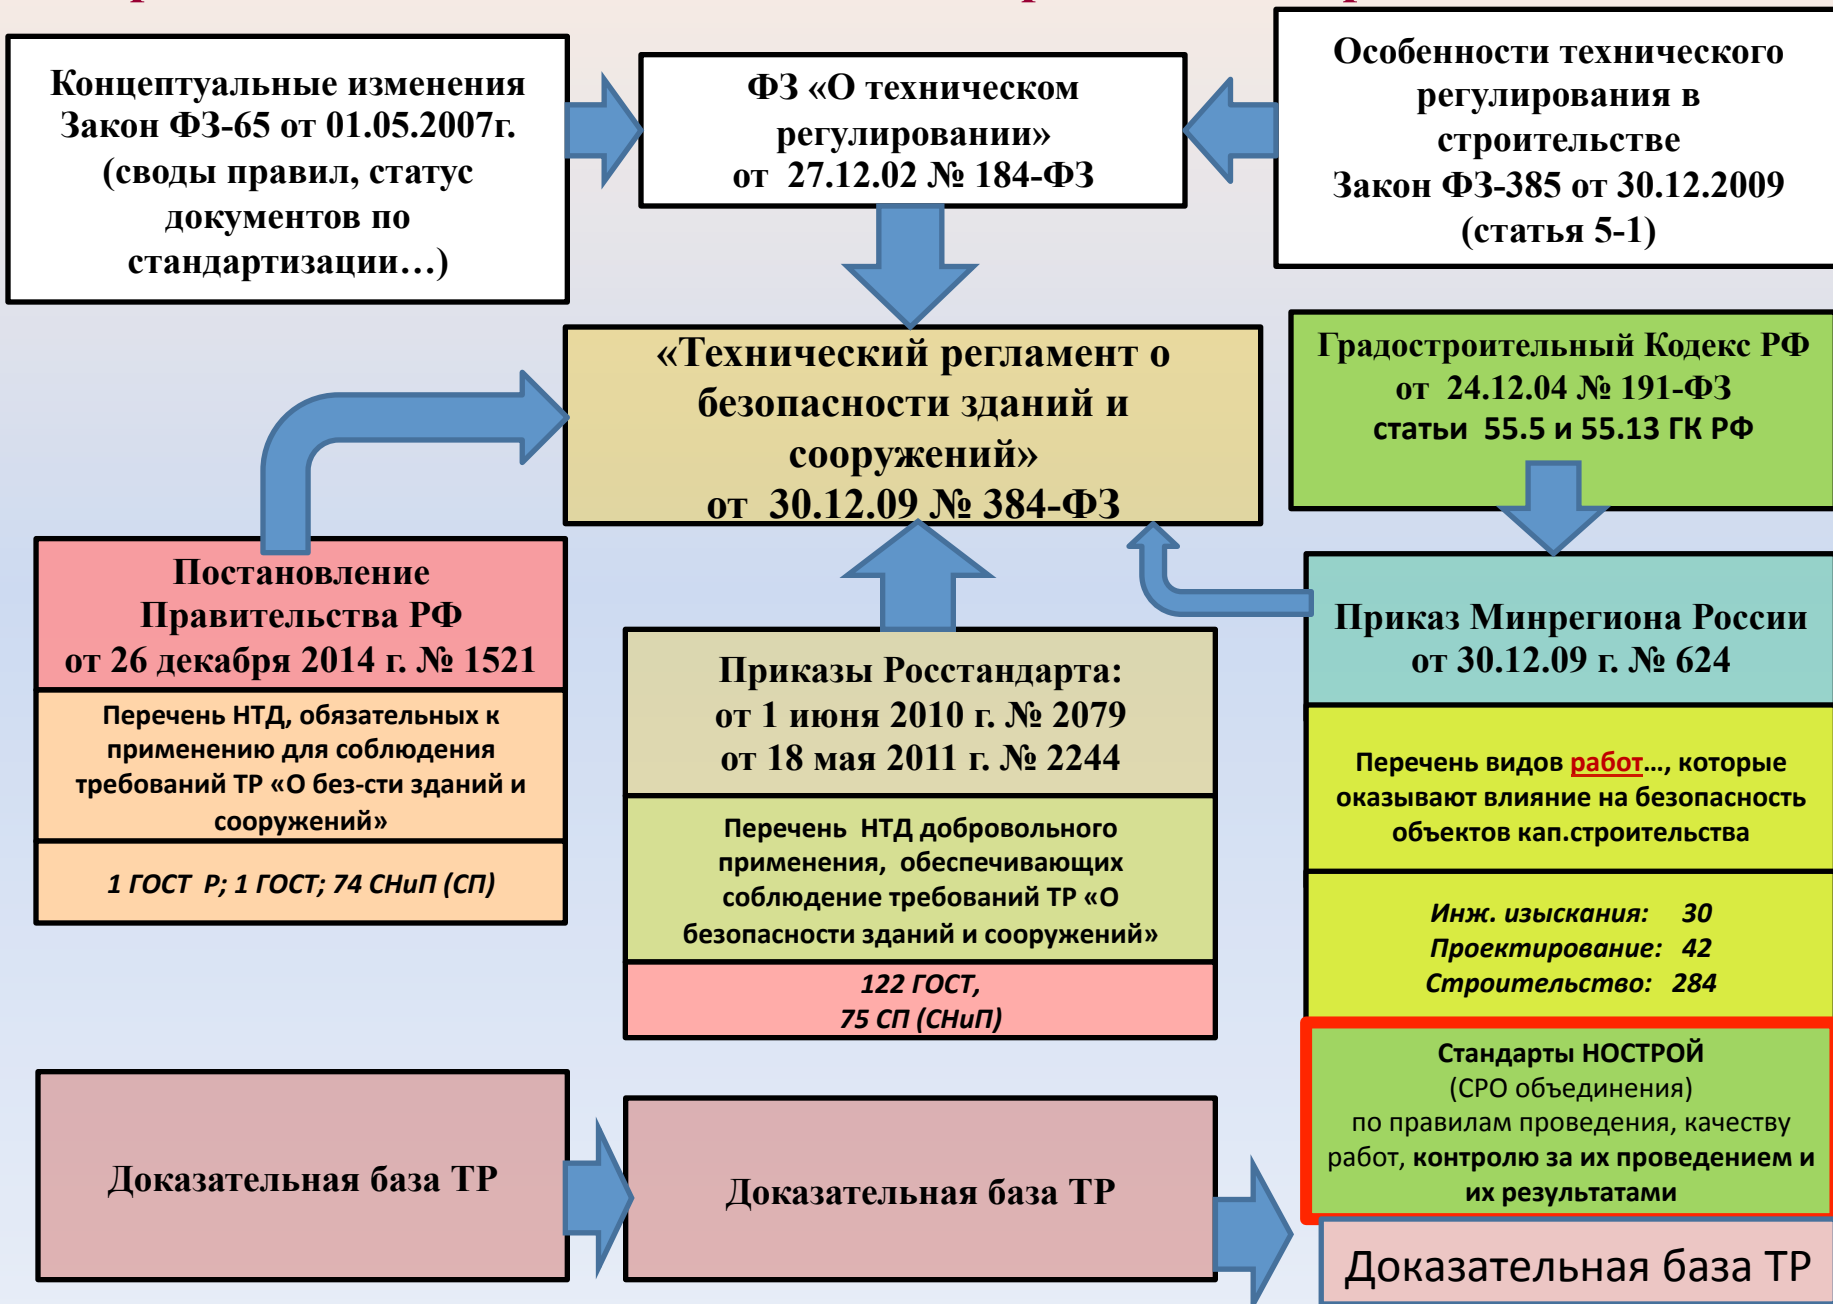 Концептуальные изменения
Закон ФЗ-65 от 01.05.2007г.
(своды правил, статус
документов по
стандартизации…)
ФЗ «О техническом
регулировании»
от 27.12.02 № 184-ФЗ
Особенности технического
регулирования в
строительстве
Закон ФЗ-385 от 30.12.2009
(статья 5-1)
«Технический регламент о
безопасности зданий и
сооружений»
от 30.12.09 № 384-ФЗ
Градостроительный Кодекс РФ
от 24.12.04 № 191-ФЗ
статьи 55.5 и 55.13 ГК РФ
Постановление
Правительства РФ
от 26 декабря 2014 г. № 1521
Перечень НТД, обязательных к
применению для соблюдения
требований ТР «О без-сти зданий и
сооружений»
1 ГОСТ Р; 1 ГОСТ; 74 СНиП (СП)
Приказы Росстандарта:
от 1 июня 2010 г. № 2079
от 18 мая 2011 г. № 2244
Перечень НТД добровольного
применения, обеспечивающих
соблюдение требований ТР «О
безопасности зданий и сооружений»
122 ГОСТ,
75 СП (СНиП)
Приказ Минрегиона России
от 30.12.09 г. № 624
Перечень видов работ…, которые
оказывают влияние на безопасность
объектов кап.строительства
Инж. изыскания: 30
Проектирование: 42
Строительство: 284
Стандарты НОСТРОЙ
(СРО объединения)
по правилам проведения, качеству
работ, контролю за их проведением и
их результатами
Доказательная база ТР
Доказательная база ТР
Доказательная база ТР